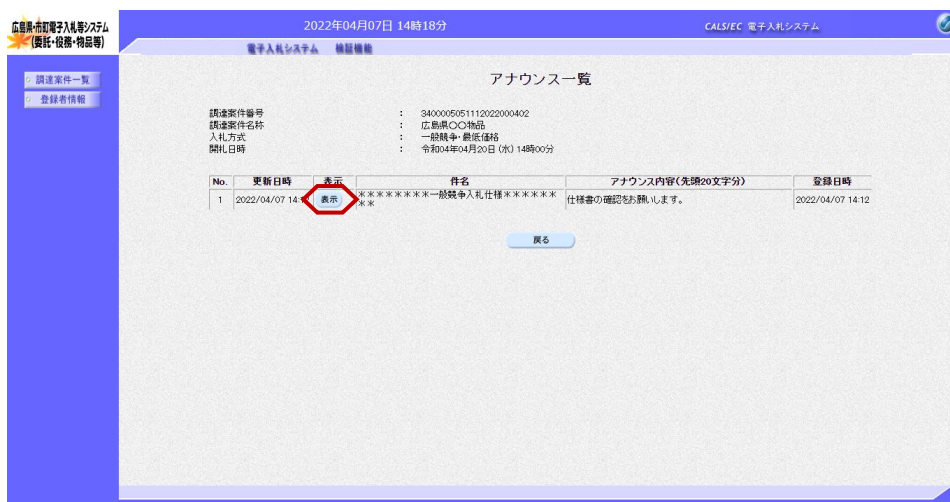 広島県・市町電子入札等システム
(委託・役務・物品等)
2022年04月07日 14時18分
CALS/EC 電子入札システム
電子入札システム 検証機能
調達案件一覧
登録者情報
アナウンス一覧
調達案件番号 : 3400005051112022000402
調達案件名称 : 広島県〇〇物品
入札方式 : 一般競争・最低価格
開札日時 : 令和04年04月20日(水) 14時00分
No. 更新日時 表示 件名 アナウンス内容(先頭20文字分) 登録日時
1 2022/04/07 14: 表示 ********一般競争入札仕様******
** 仕様書の確認をお願いします。 2022/04/07 14:12
戻る